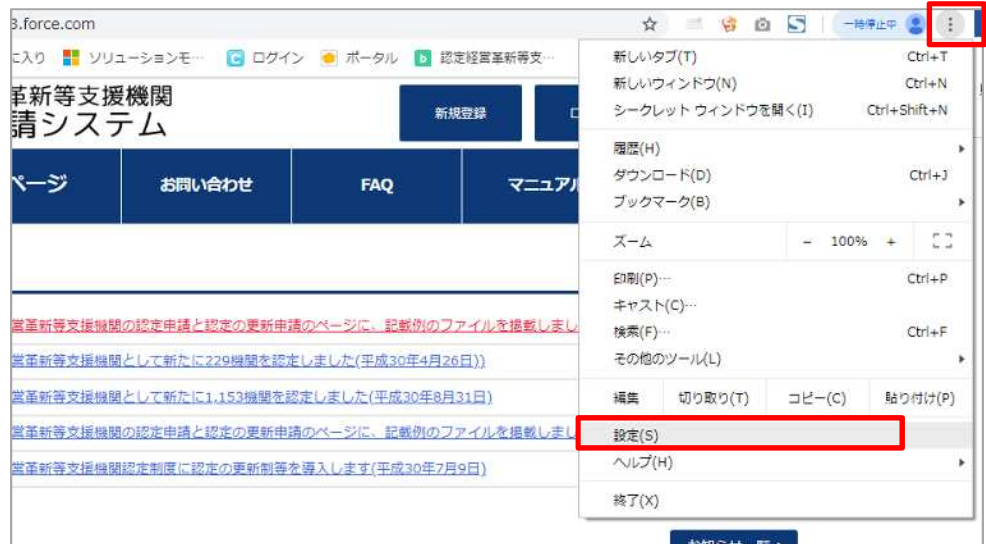 3.force.com
一時停止中
に入り ソリューションモ… ログイン ポータル 認定経営革新等支…
革新等支援機関
請システム
新規登録
ページ
お問い合わせ
FAQ
マニュアル
営革新等支援機関の認定申請と認定の更新申請のページに、記載例のファイルを掲載しまし
営革新等支援機関として新たに229機関を認定しました(平成30年4月26日))
営革新等支援機関として新たに1,153機関を認定しました(平成30年8月31日)
営革新等支援機関の認定申請と認定の更新申請のページに、記載例のファイルを掲載しまし
営革新等支援機関認定制度に認定の更新制等を導入します(平成30年7月9日)
新しいタブ(T) Ctrl+T
新しいウィンドウ(N) Ctrl+N
シークレット ウィンドウを開く(I) Ctrl+Shift+N
履歴(H)
ダウンロード(D) Ctrl+J
ブックマーク(B)
ズーム - 100% +
印刷(P)… Ctrl+P
キャスト(C)…
検索(F)… Ctrl+F
その他のツール(L)
編集 切り取り(T) コピー(C) 貼り付け(P)
設定(S)
ヘルプ(H)
終了(X)